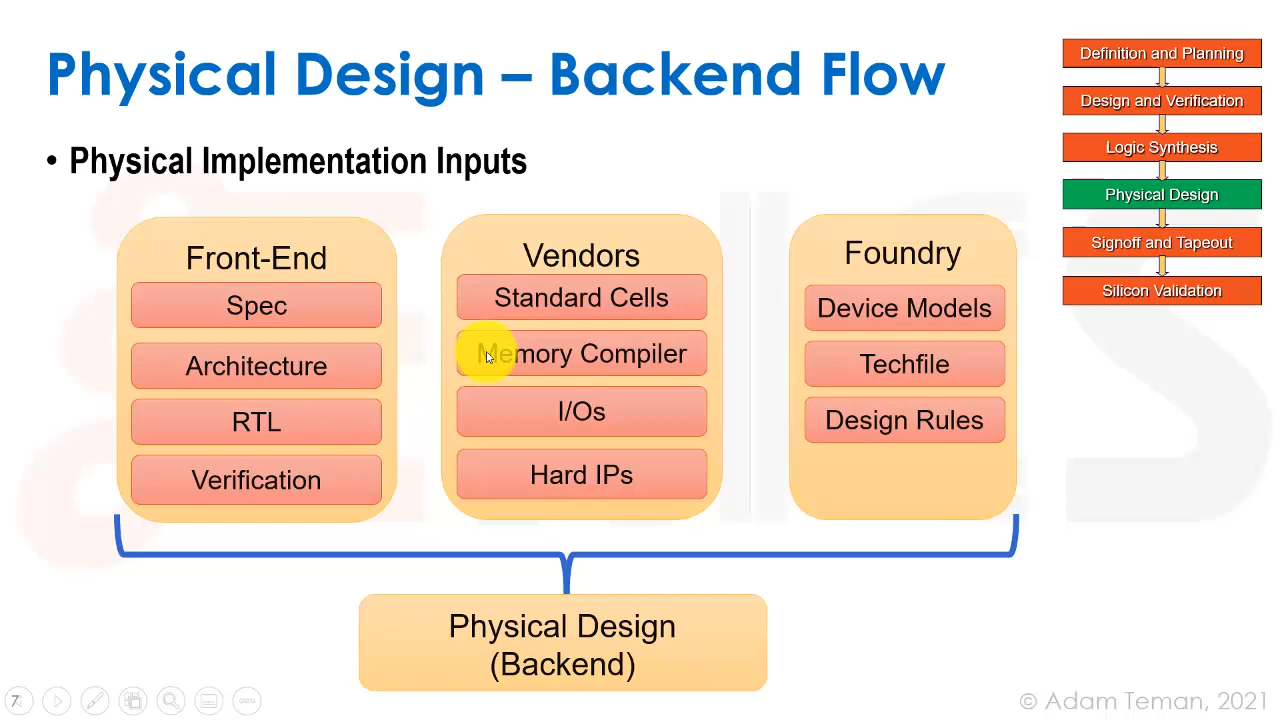 Physical Design – Backend Flow
• Physical Implementation Inputs
Front-End
Spec
Architecture
RTL
Verification
Vendors
Standard Cells
Memory Compiler
I/Os
Hard IPs
Foundry
Device Models
Techfile
Design Rules
Physical Design
(Backend)
Definition and Planning
Design and Verification
Logic Synthesis
Physical Design
Signoff and Tapeout
Silicon Validation
7
© Adam Teman, 2021